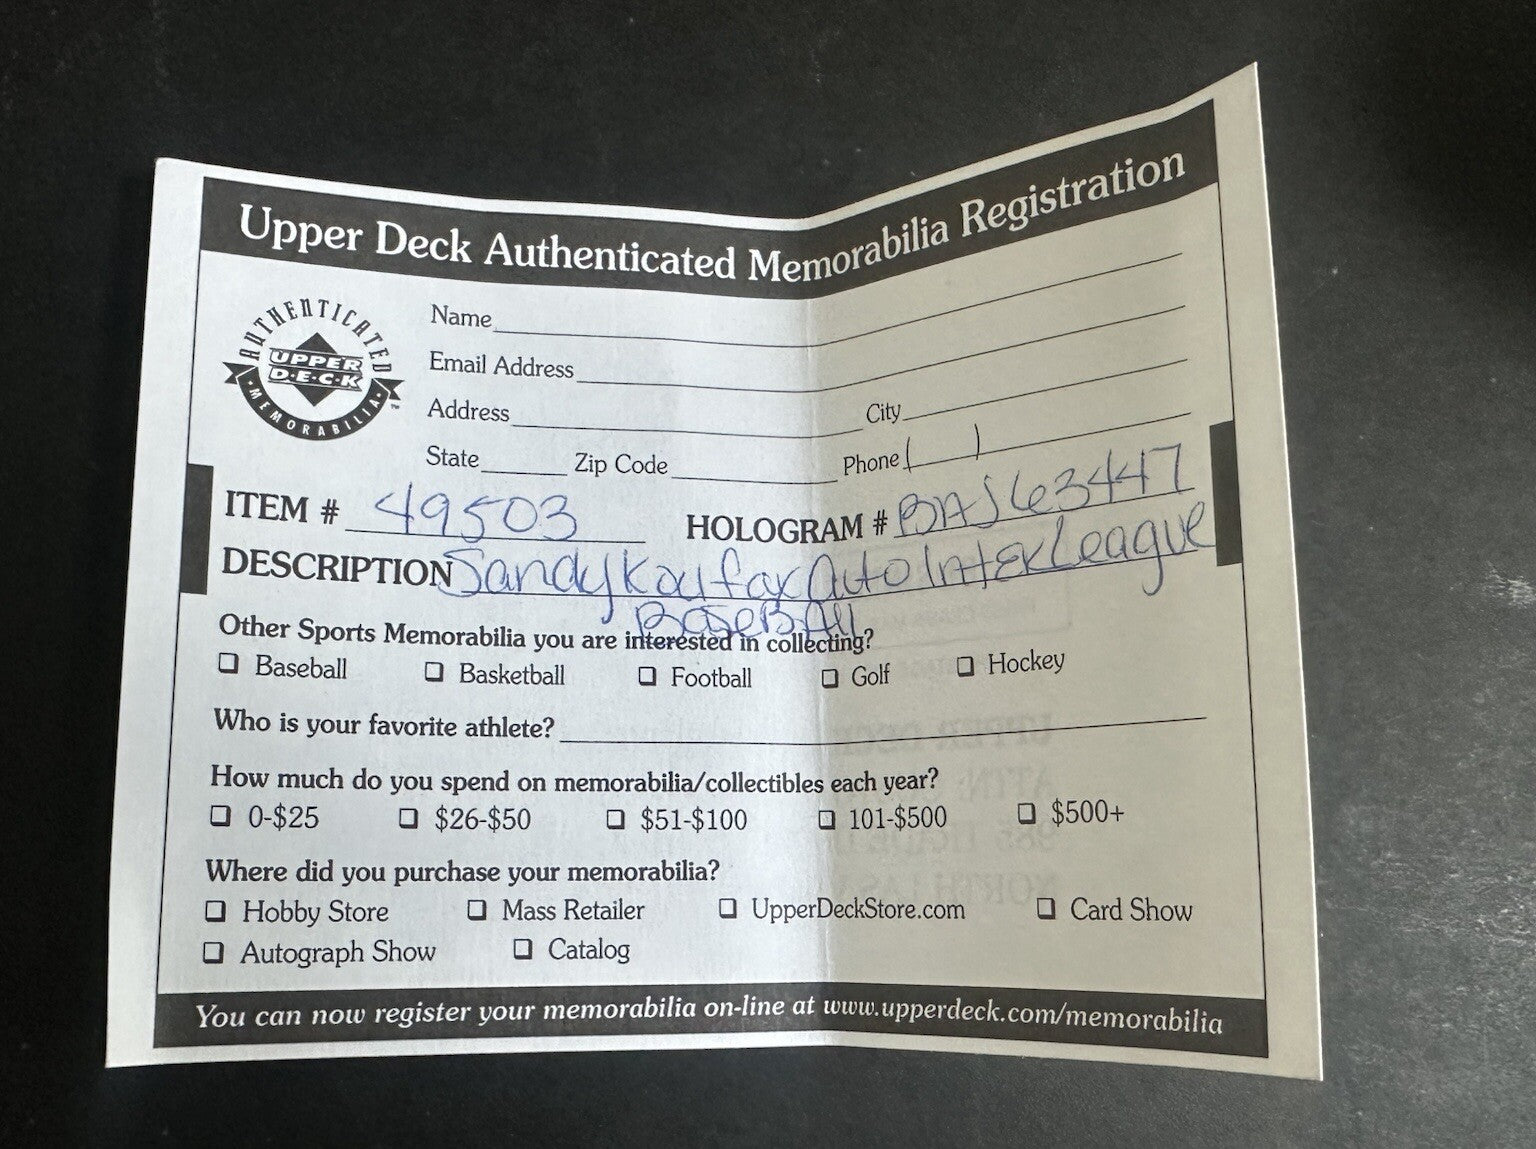 Upper Deck Authenticated Memorabilia Registration
AUTHENTICATED
UPPER
D·E·C·K
MEMORABILIA
™
Name
Email Address
Address City
State Zip Code Phone ( )
ITEM # 49503 HOLOGRAM # BAJ63447
DESCRIPTION Sandy Koufax Auto Inter League
BaseBAll
Other Sports Memorabilia you are interested in collecting?
❏ Baseball ❏ Basketball ❏ Football ❏ Golf ❏ Hockey
Who is your favorite athlete?
How much do you spend on memorabilia/collectibles each year?
❏ 0-$25 ❏ $26-$50 ❏ $51-$100 ❏ 101-$500 ❏ $500+
Where did you purchase your memorabilia?
❏ Hobby Store ❏ Mass Retailer ❏ UpperDeckStore.com ❏ Card Show
❏ Autograph Show ❏ Catalog
You can now register your memorabilia on-line at www.upperdeck.com/memorabilia